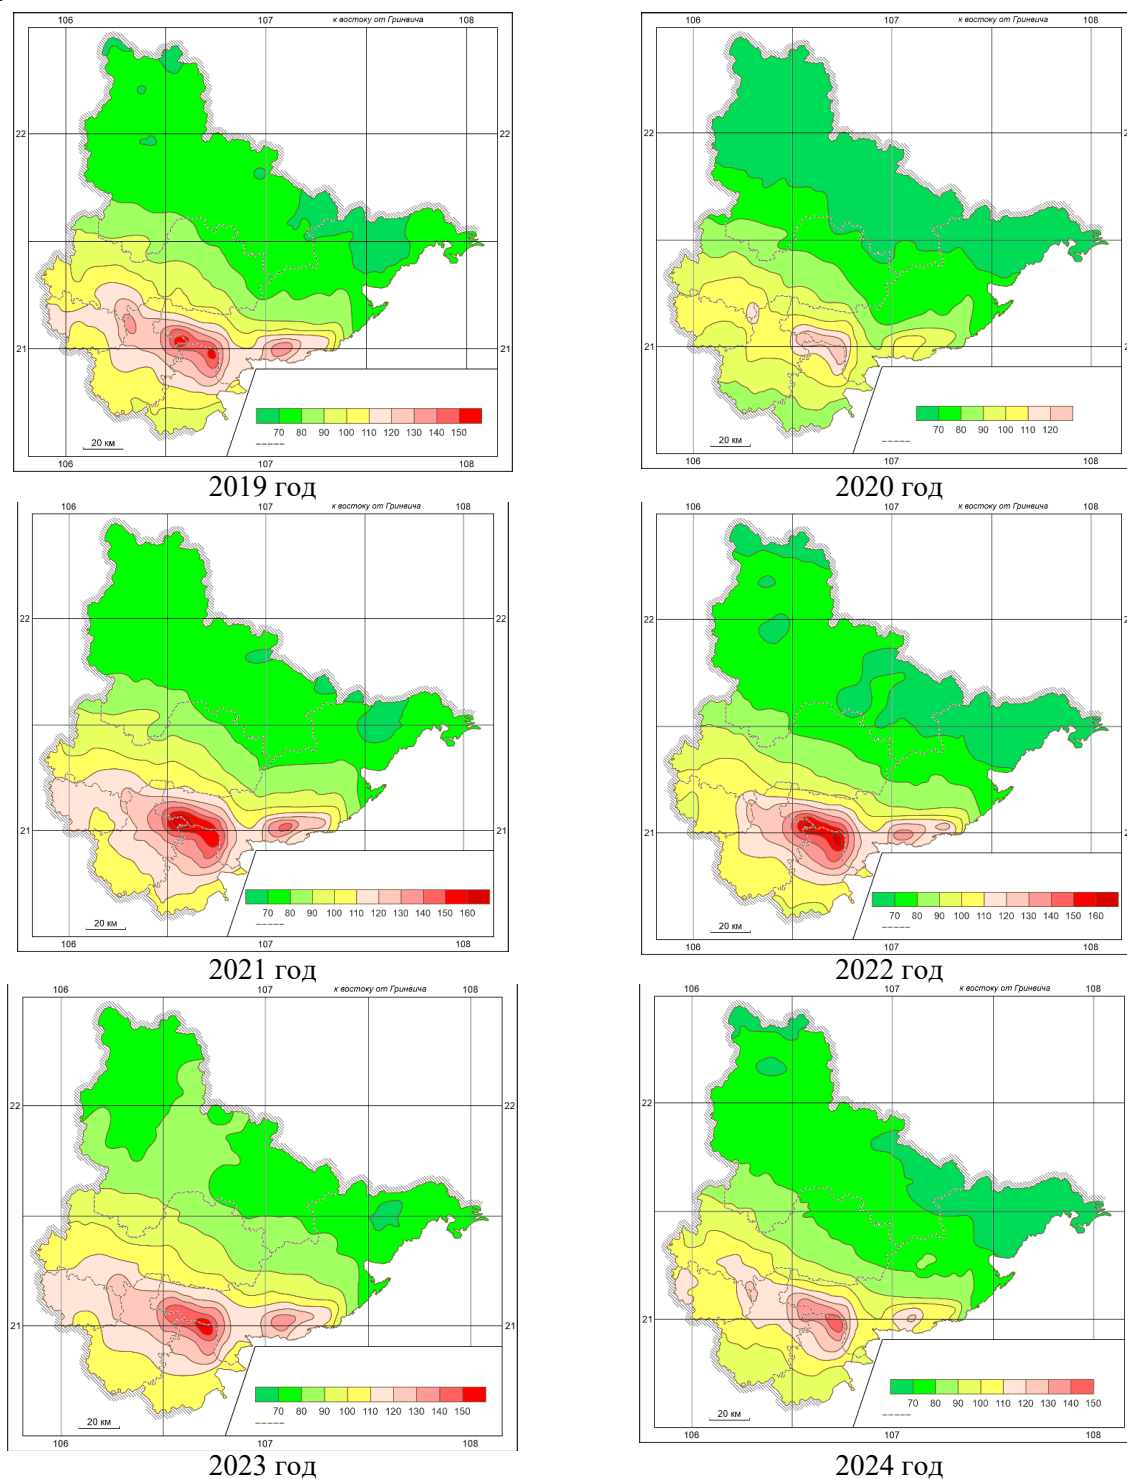 106 107 к востоку от Гринвича 108
22 22
21 21
70 80 90 100 110 120 130 140 150
20 км
106 107 108
2019 год
106 107 к востоку от Гринвича 108
22 2
21 2
70 80 90 100 110 120
20 км
106 107 108
2020 год
106 107 к востоку от Гринвича 108
22
21
70 80 90 100 110 120 130 140 150 160
20 км
106 107 108
2021 год
106 107 к востоку от Гринвича 108
22 2
21 2
70 80 90 100 110 120 130 140 150 160
20 км
106 107 108
2022 год
106 107 к востоку от Гринвича 108
22 22
21 21
70 80 90 100 110 120 130 140 150
20 км
106 107 108
2023 год
106 107 к востоку от Гринвича 108
22 22
21 21
70 80 90 100 110 120 130 140 150
20 км
106 107 108
2024 год